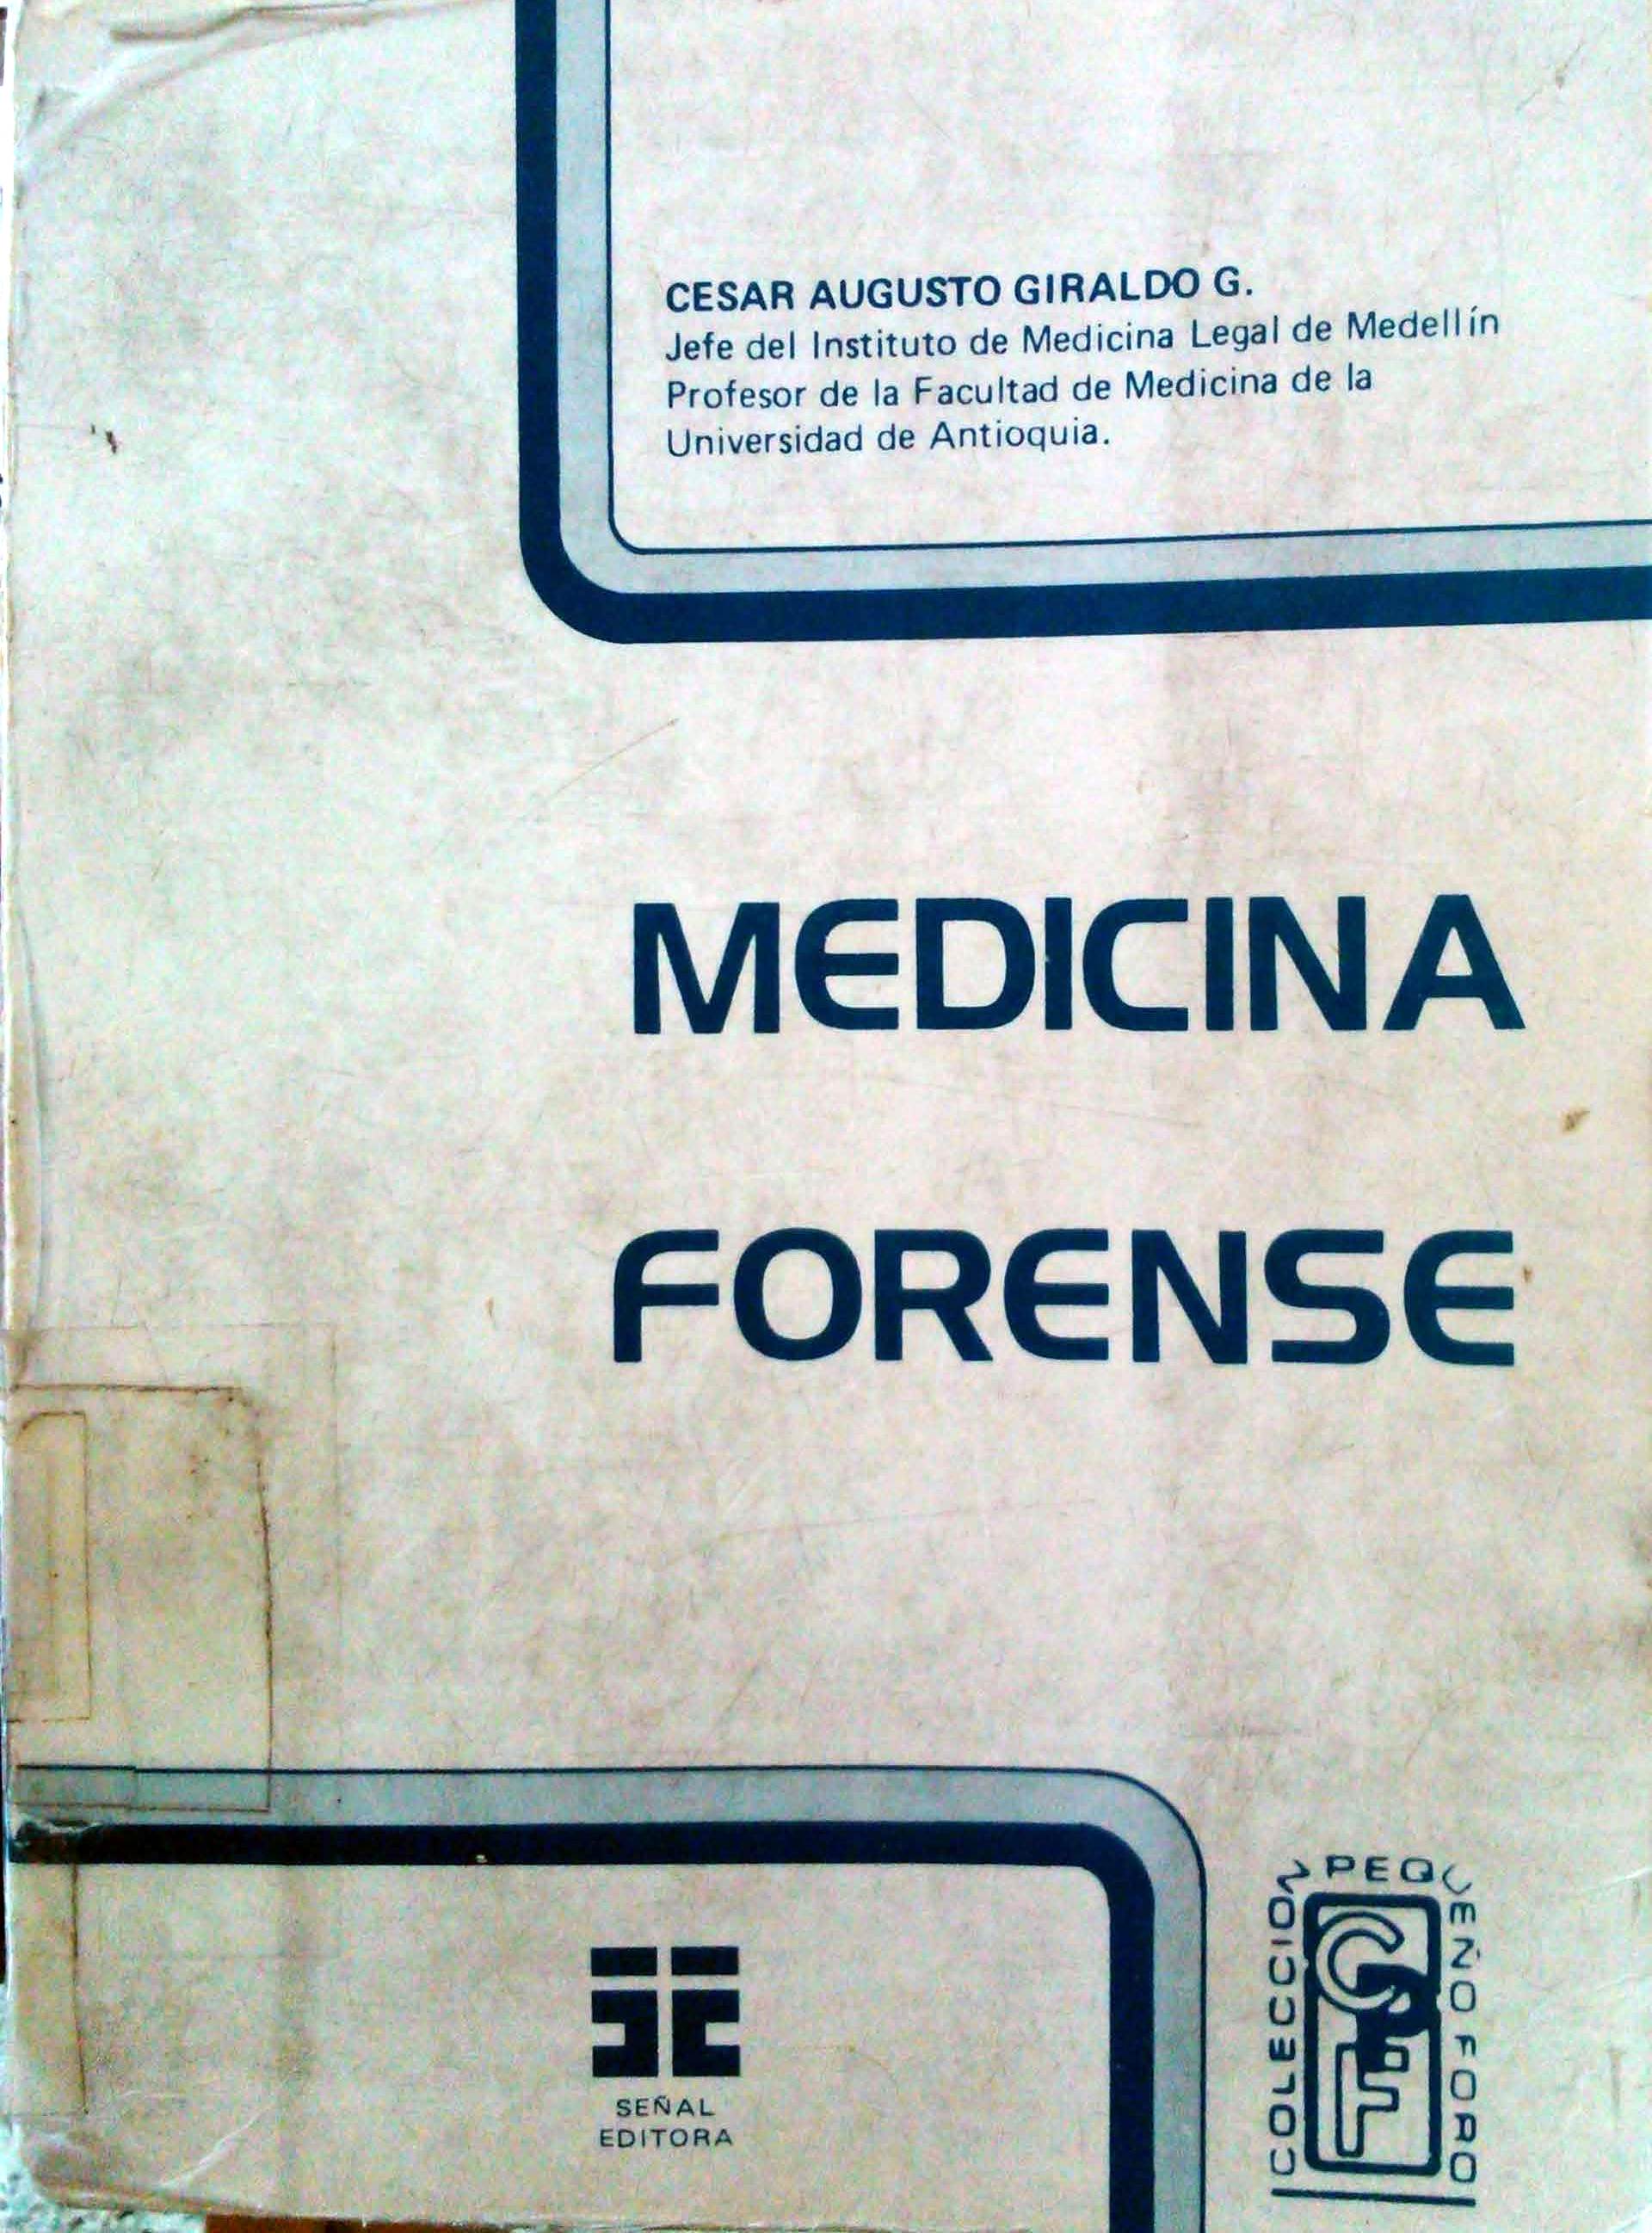 CESAR AUGUSTO GIRALDO G.
Jefe del Instituto de Medicina Legal de Medellín
Profesor de la Facultad de Medicina de la
Universidad de Antioquia.
MEDICINA
FORENSE
SEÑAL
EDITORA
COLECCION PEQUEÑO FORO
CPF